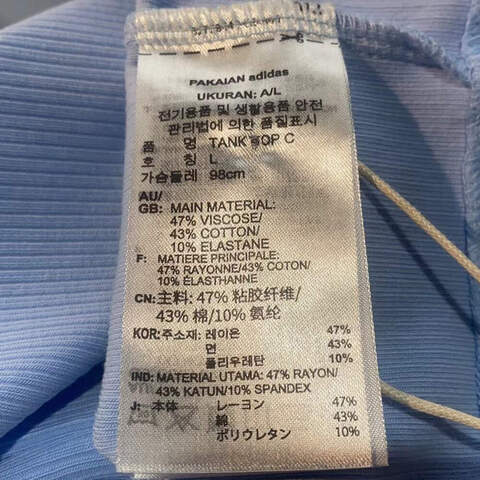 PAKAIAN adidas
UKURAN: A/L
전기용품 및 생활용품 안전
관리법에 의한 품질표시
품 명 TANK TOP C
호 칭 L
가슴둘레 98cm
AU/
GB: MAIN MATERIAL:
47% VISCOSE/
43% COTTON/
10% ELASTANE
F: MATIERE PRINCIPALE:
47% RAYONNE/43% COTON/
10% ÉLASTHANNE
CN:主料: 47% 粘胶纤维/
43% 棉/10% 氨纶
KOR:주소재: 레이온 47%
면 43%
폴리우레탄 10%
IND: MATERIAL UTAMA: 47% RAYON/
43% KATUN/10% SPANDEX
J: 本体 レーヨン 47%
綿 43%
ポリウレタン 10%